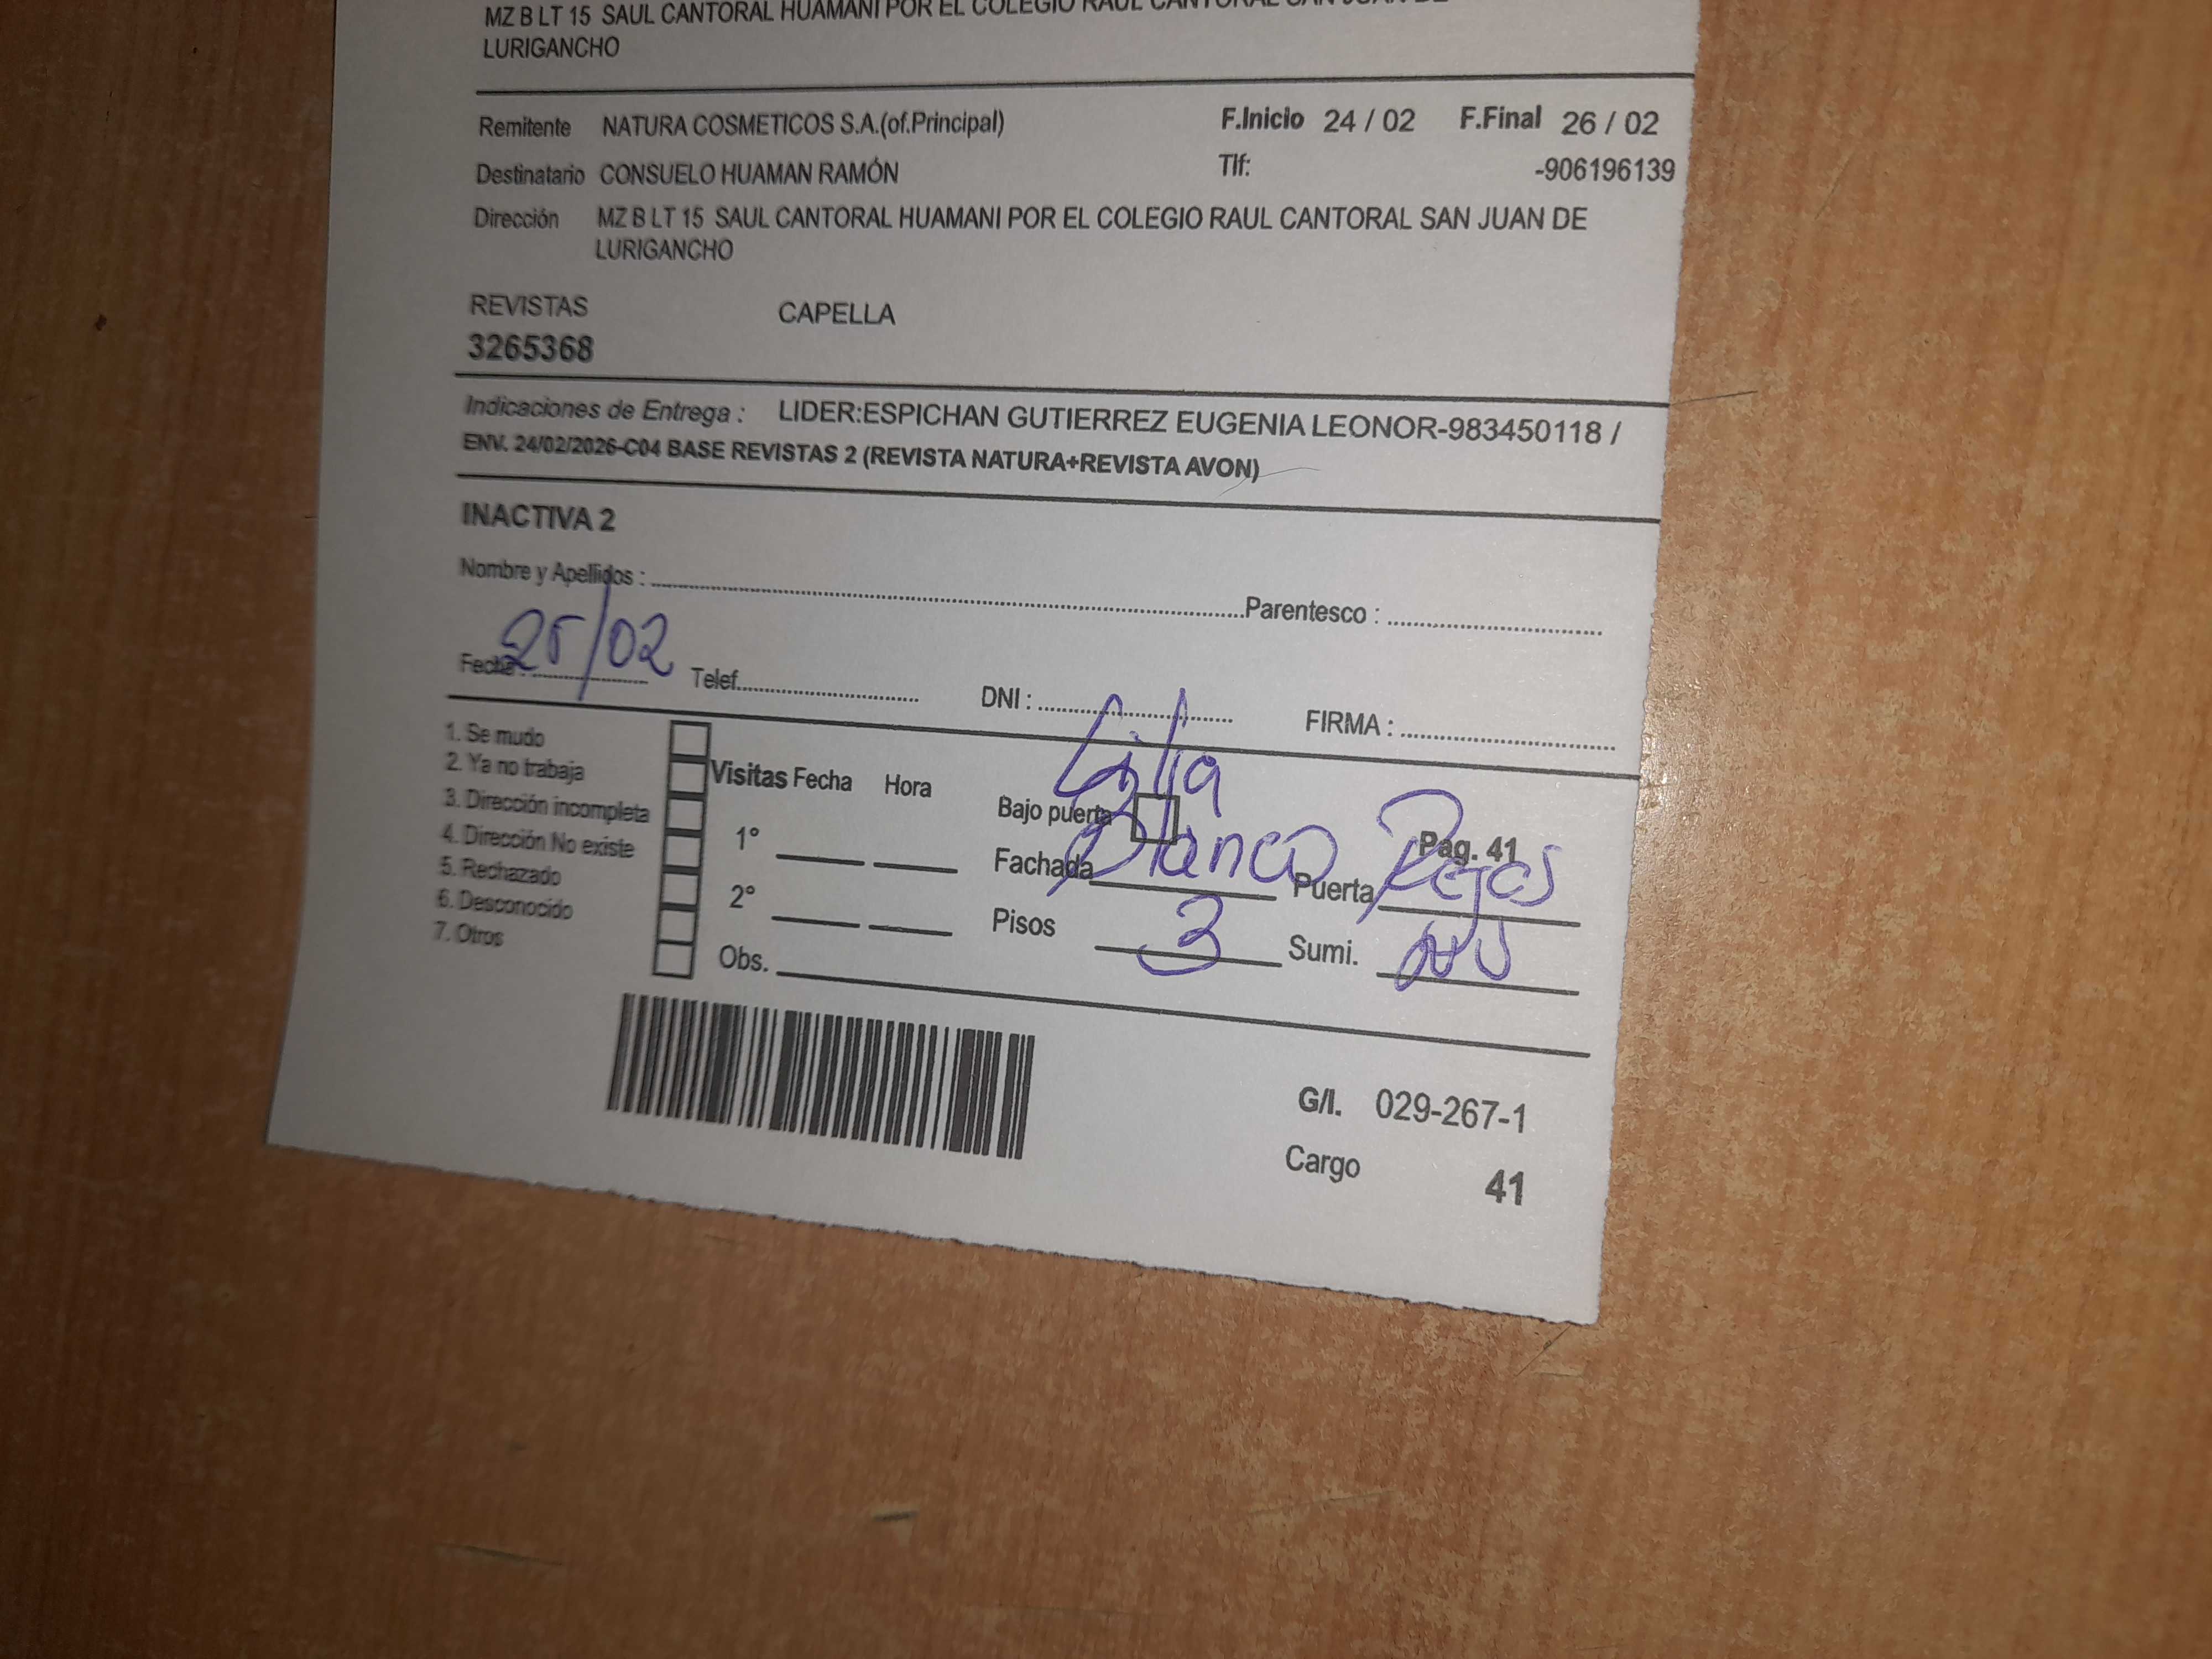 MZ B LT 15 SAUL CANTORAL HUAMANI POR EL COLEGIO RAUL CANTORAL SAN JUAN DE
LURIGANCHO
Remitente NATURA COSMETICOS S.A.(of.Principal) F.Inicio 24 / 02 F.Final 26 / 02
Destinatario CONSUELO HUAMAN RAMÓN Tlf: -906196139
Dirección MZ B LT 15 SAUL CANTORAL HUAMANI POR EL COLEGIO RAUL CANTORAL SAN JUAN DE
LURIGANCHO
REVISTAS CAPELLA
3265368
Indicaciones de Entrega : LIDER:ESPICHAN GUTIERREZ EUGENIA LEONOR-983450118 /
ENV. 24/02/2026-C04 BASE REVISTAS 2 (REVISTA NATURA+REVISTA AVON)
INACTIVA 2
Nombre y Apellidos : Parentesco :
Fecha : 25/02 Telef. DNI : FIRMA :
1. Se mudo
2. Ya no trabaja
3. Dirección incompleta
4. Dirección No existe
5. Rechazado
6. Desconocido
7. Otros
Visitas Fecha Hora
1°
2°
Obs.
Lila
Bajo puerta
Pag. 41
Fachada Blanco Puerta Rejas
Pisos 3 Sumi.
G/I. 029-267-1
Cargo 41